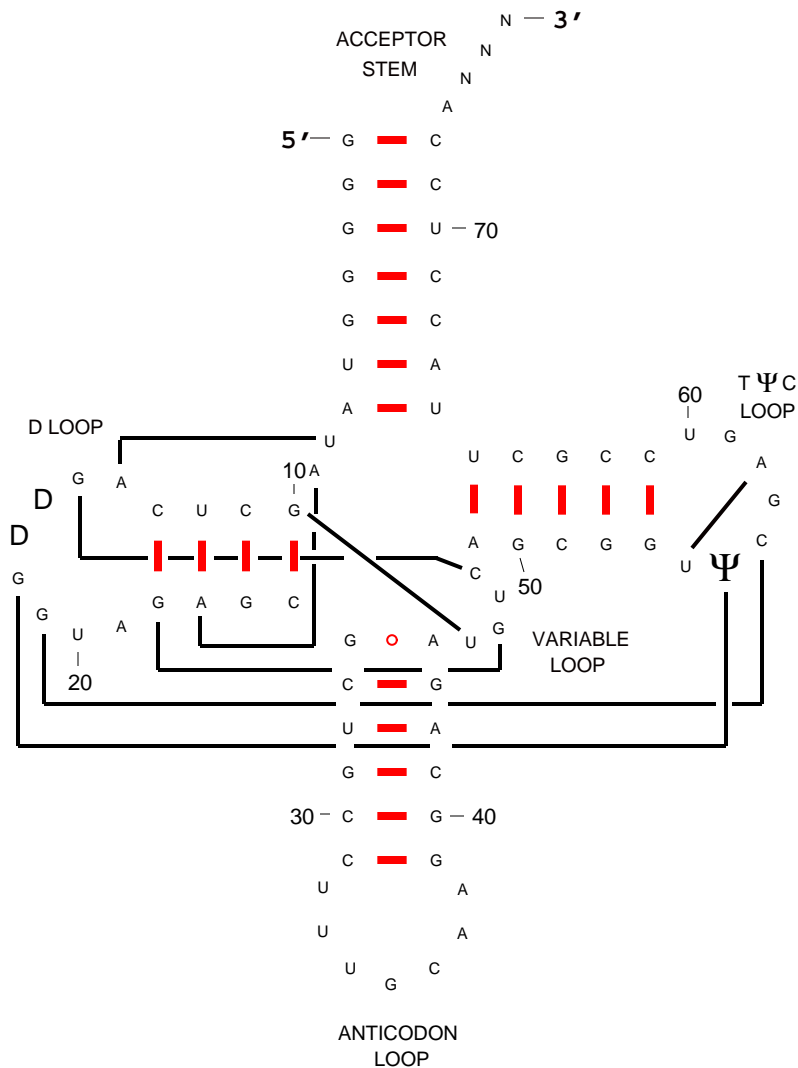 N 3′
ACCEPTOR
STEM
N
N
A
5′ G C
G C
G U 70
G C
G C
U A
A U
T Ψ C
LOOP
60
D LOOP
U
U G
U C G C C
A
G A
10 A
D
C U C G
G
D
A G C G G U Ψ C
50
G
C
U
G
A G A G C
G
U A
20
G A U
VARIABLE
LOOP
C G
U A
G C
30 C G 40
C G
U A
U A
U C
G
ANTICODON
LOOP